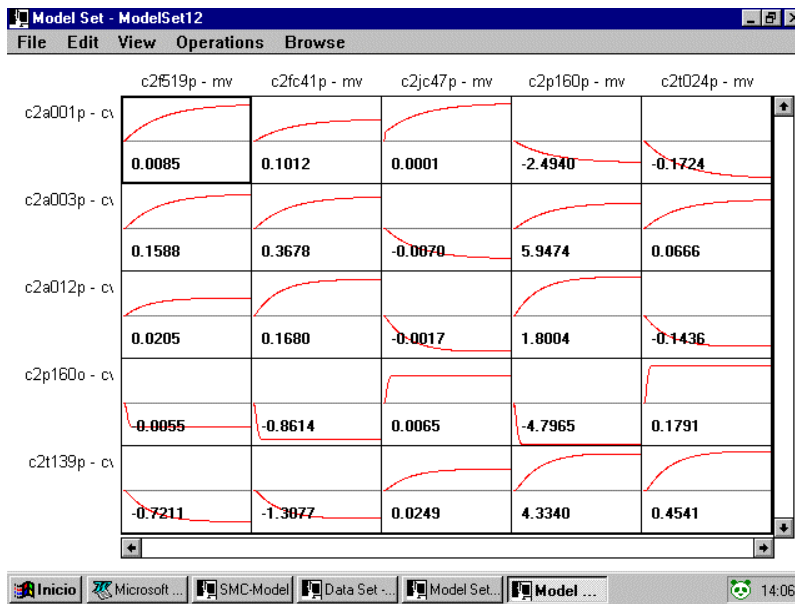 Model Set - ModelSet12
File Edit View Operations Browse
c2f519p - mv c2fc41p - mv c2jc47p - mv c2p160p - mv c2t024p - mv
c2a001p - cv
0.0085 0.1012 0.0001 -2.4940 -0.1724
c2a003p - cv
0.1588 0.3678 -0.0070 5.9474 0.0666
c2a012p - cv
0.0205 0.1680 -0.0017 1.8004 -0.1436
c2p160o - cv
-0.0055 -0.8614 0.0065 -4.7965 0.1791
c2t139p - cv
-0.7211 -1.3077 0.0249 4.3340 0.4541
Inicio Microsoft ... SMC-Model Data Set -... Model Set... Model ... 14:06